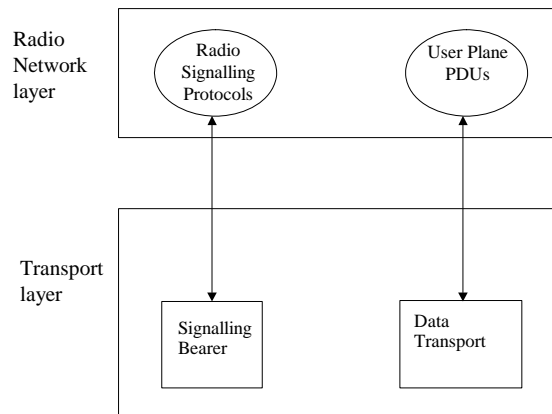 Radio
Network
layer
Radio
Signalling
Protocols
User Plane
PDUs
Transport
layer
Signalling
Bearer
Data
Transport